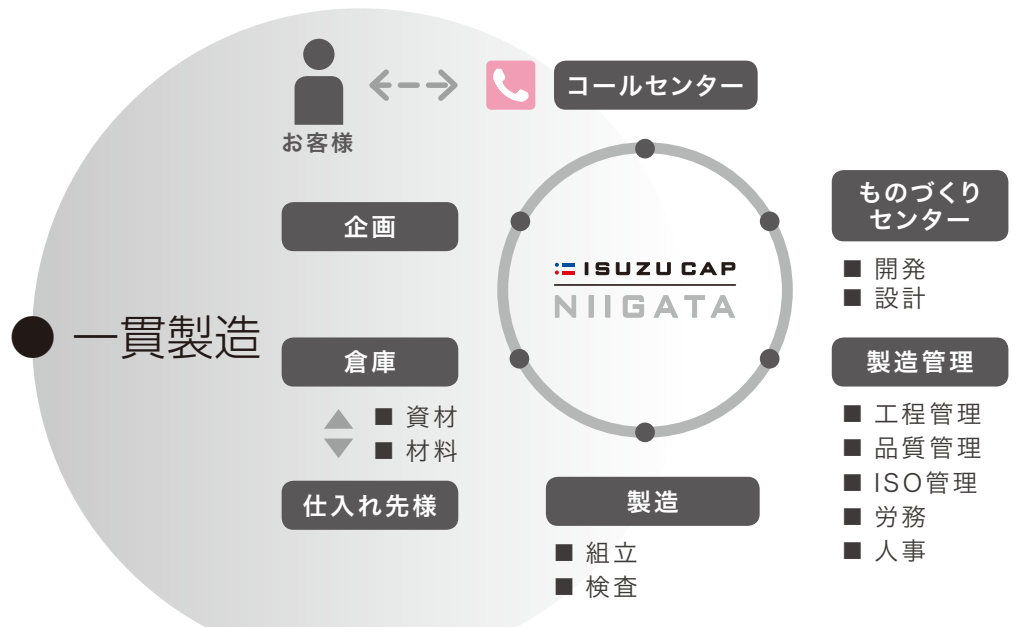 お客様
コールセンター
企画
ものづくり
センター
■ 開発
■ 設計
ISUZU CAP
NIIGATA
一貫製造
倉庫
■ 資材
■ 材料
製造管理
■ 工程管理
■ 品質管理
■ ISO管理
■ 労務
■ 人事
仕入れ先様
製造
■ 組立
■ 検査